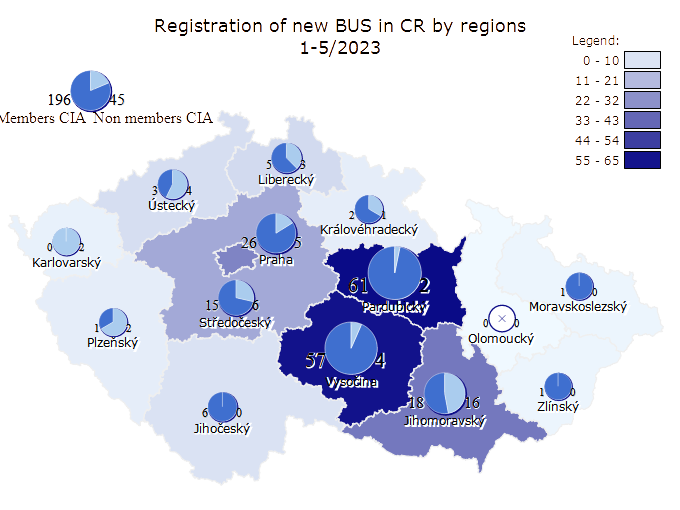 Registration of new BUS in CR by regions
1-5/2023
Legend:
0 - 10
11 - 21
22 - 32
33 - 43
44 - 54
55 - 65
196 45
Members CIA Non members CIA
5 3
Liberecký
3 4
Ústecký
2 1
Královéhradecký
26 5
Praha
0 2
Karlovarský
61 2
Pardubický
1 0
Moravskoslezský
15 6
Středočeský
1 2
Plzeňský
0 0
Olomoucký
57 4
Vysočina
18 16
Jihomoravský
1 0
Zlínský
6 0
Jihočeský